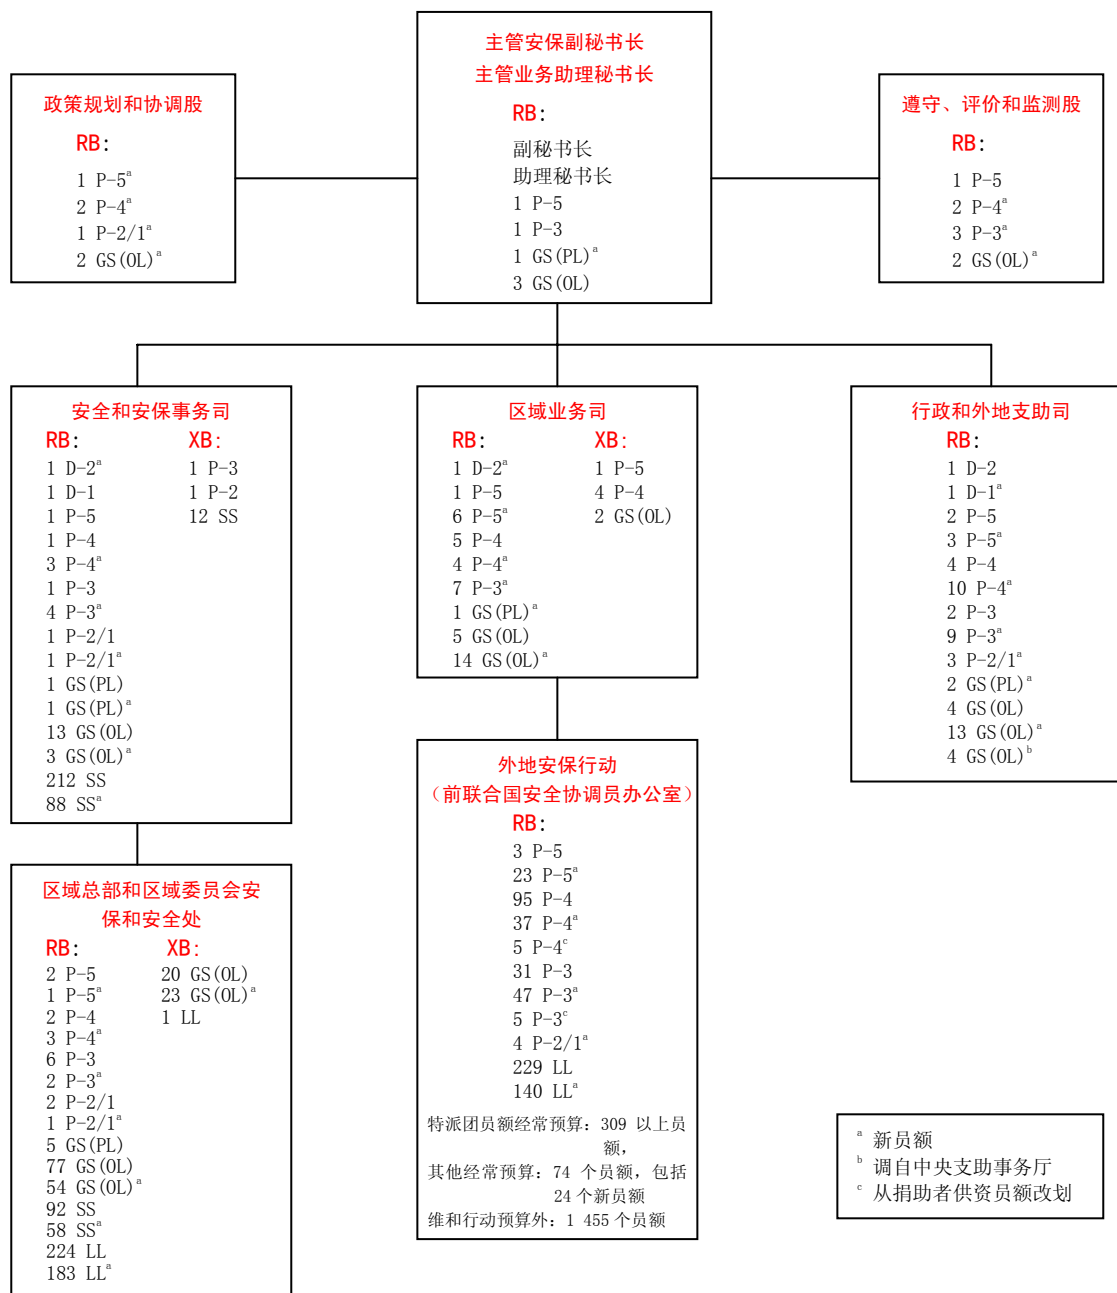 主管安保副秘书长
主管业务助理秘书长
RB:
副秘书长
助理秘书长
1 P-5
1 P-3
1 GS(PL)ᵃ
3 GS(OL)
政策规划和协调股
RB:
1 P-5ᵃ
2 P-4ᵃ
1 P-2/1ᵃ
2 GS(OL)ᵃ
遵守、评价和监测股
RB:
1 P-5
2 P-4ᵃ
3 P-3ᵃ
2 GS(OL)ᵃ
安全和安保事务司
RB:
1 D-2ᵃ
1 D-1
1 P-5
1 P-4
3 P-4ᵃ
1 P-3
4 P-3ᵃ
1 P-2/1
1 P-2/1ᵃ
1 GS(PL)
1 GS(PL)ᵃ
13 GS(OL)
3 GS(OL)ᵃ
212 SS
88 SSᵃ
XB:
1 P-3
1 P-2
12 SS
区域业务司
RB:
1 D-2ᵃ
1 P-5
6 P-5ᵃ
5 P-4
4 P-4ᵃ
7 P-3ᵃ
1 GS(PL)ᵃ
5 GS(OL)
14 GS(OL)ᵃ
XB:
1 P-5
4 P-4
2 GS(OL)
行政和外地支助司
RB:
1 D-2
1 D-1ᵃ
2 P-5
3 P-5ᵃ
4 P-4
10 P-4ᵃ
2 P-3
9 P-3ᵃ
3 P-2/1ᵃ
2 GS(PL)ᵃ
4 GS(OL)
13 GS(OL)ᵃ
4 GS(OL)ᵇ
区域总部和区域委员会安
保和安全处
RB:
2 P-5
1 P-5ᵃ
2 P-4
3 P-4ᵃ
6 P-3
2 P-3ᵃ
2 P-2/1
1 P-2/1ᵃ
5 GS(PL)
77 GS(OL)
54 GS(OL)ᵃ
92 SS
58 SSᵃ
224 LL
183 LLᵃ
XB:
20 GS(OL)
23 GS(OL)ᵃ
1 LL
外地安保行动
（前联合国安全协调员办公室）
RB:
3 P-5
23 P-5ᵃ
95 P-4
37 P-4ᵃ
5 P-4ᶜ
31 P-3
47 P-3ᵃ
5 P-3ᶜ
4 P-2/1ᵃ
229 LL
140 LLᵃ
特派团员额经常预算：309 以上员
额，
其他经常预算：74 个员额，包括
24 个新员额
维和行动预算外：1 455 个员额
ᵃ 新员额
ᵇ 调自中央支助事务厅
ᶜ 从捐助者供资员额改划